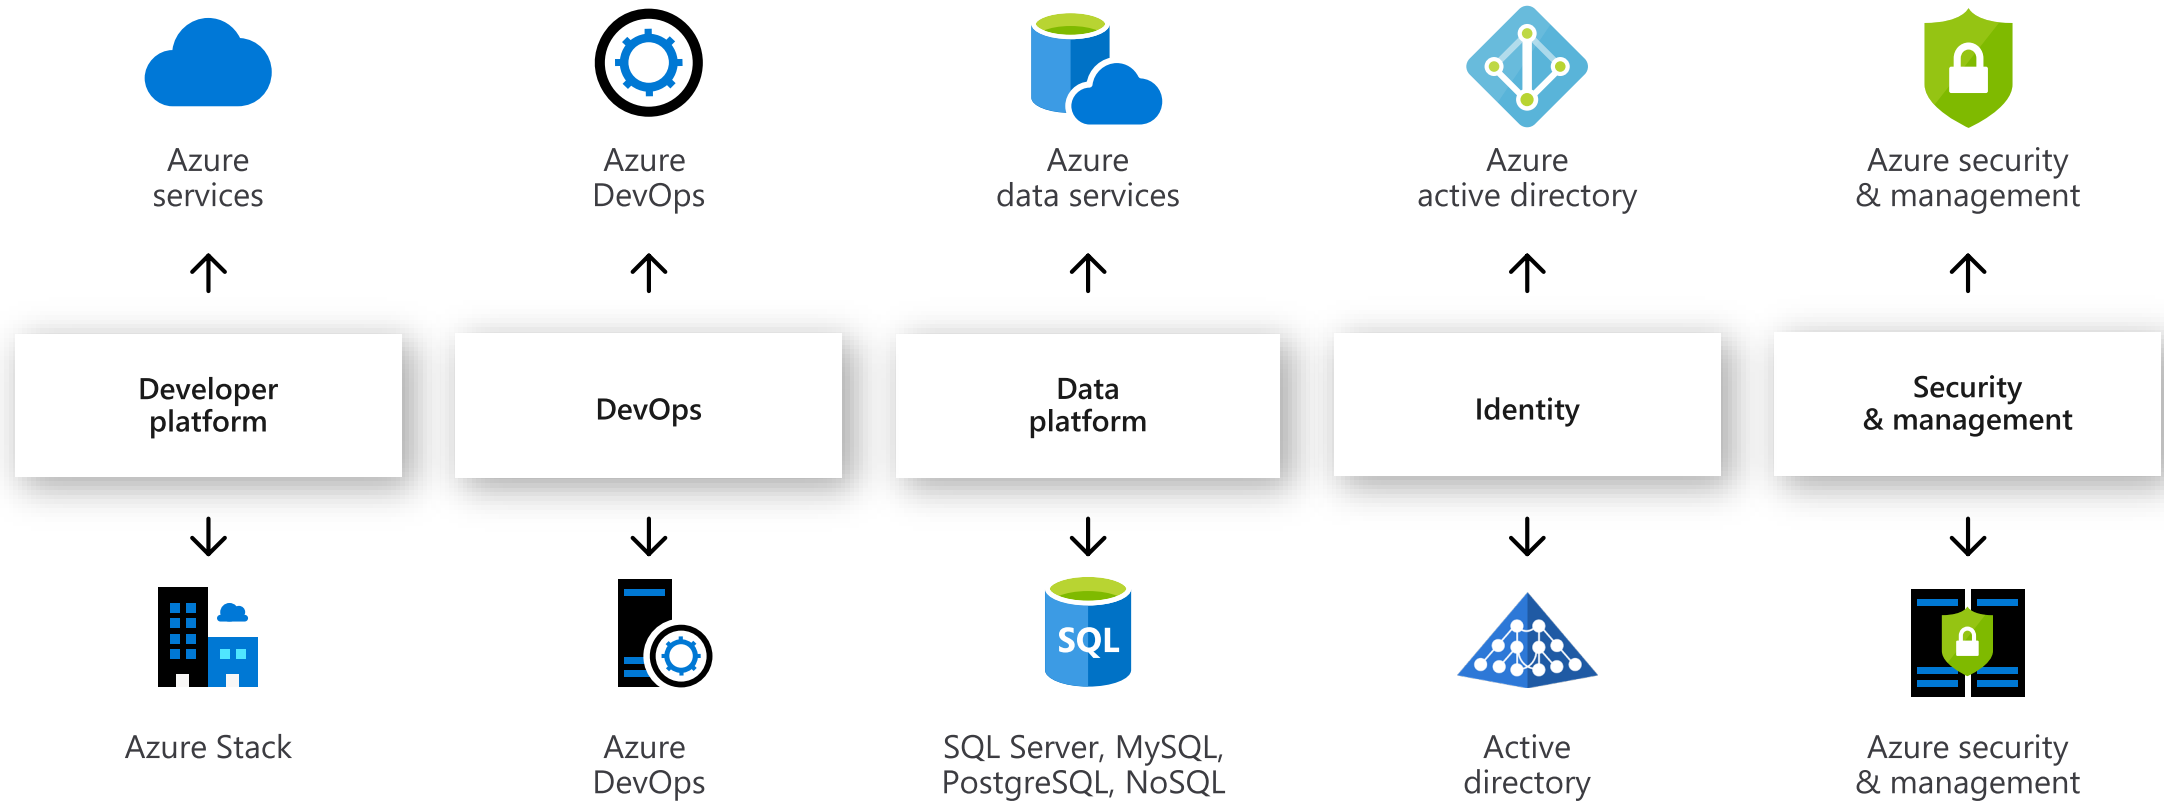 Azure
services
Azure
DevOps
Azure
data services
Azure
active directory
Azure security
& management
Developer
platform
DevOps
Data
platform
Identity
Security
& management
SQL
Azure Stack
Azure
DevOps
SQL Server, MySQL,
PostgreSQL, NoSQL
Active
directory
Azure security
& management